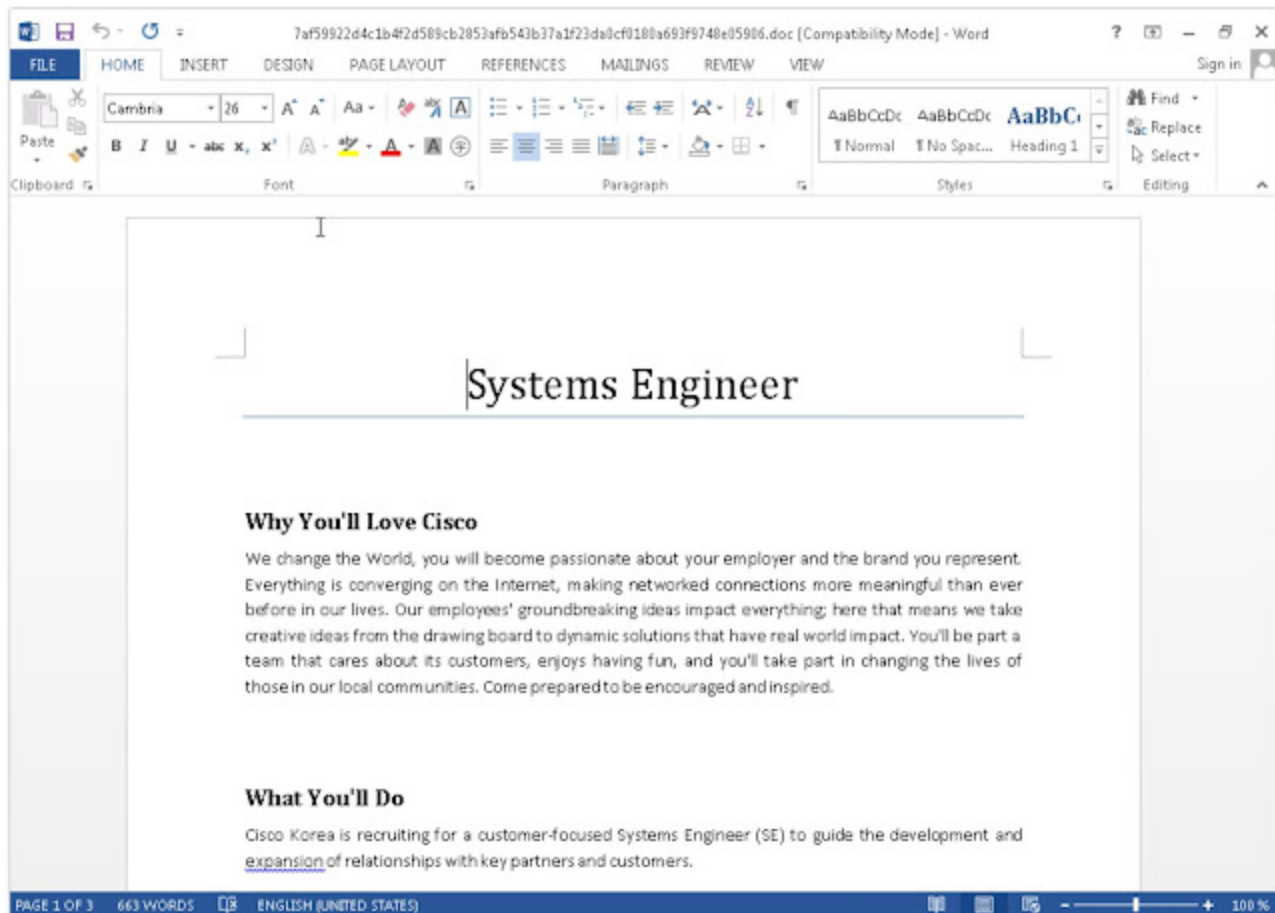 7af59922d4c1b4f2d589cb2853afb543b37a1f23da0cf0180a693f9748e05906.doc [Compatibility Mode] - Word
FILE HOME INSERT DESIGN PAGE LAYOUT REFERENCES MAILINGS REVIEW VIEW Sign in
Cambria 26
Paste
Clipboard Font Paragraph Styles Editing
AaBbCcDc AaBbCcDc AaBbC
¶ Normal ¶ No Spac... Heading 1
Find
Replace
Select
Systems Engineer
Why You'll Love Cisco
We change the World, you will become passionate about your employer and the brand you represent.
Everything is converging on the Internet, making networked connections more meaningful than ever
before in our lives. Our employees' groundbreaking ideas impact everything; here that means we take
creative ideas from the drawing board to dynamic solutions that have real world impact. You'll be part a
team that cares about its customers, enjoys having fun, and you'll take part in changing the lives of
those in our local communities. Come prepared to be encouraged and inspired.
What You'll Do
Cisco Korea is recruiting for a customer-focused Systems Engineer (SE) to guide the development and
expansion of relationships with key partners and customers.
PAGE 1 OF 3 663 WORDS ENGLISH (UNITED STATES) 100 %